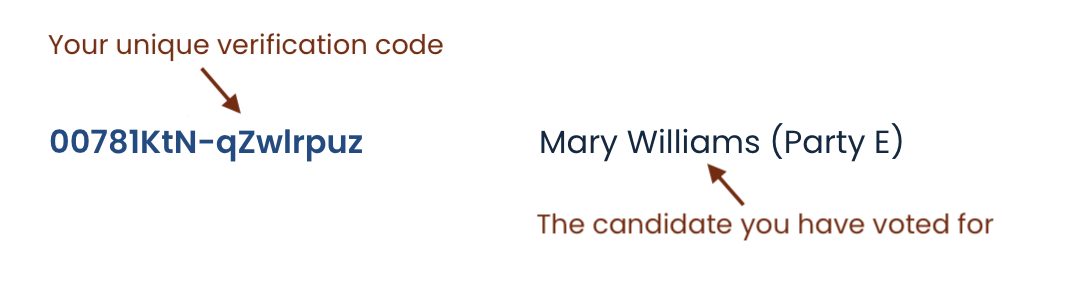 Your unique verification code
00781KtN-qZwlrpuz
Mary Williams (Party E)
The candidate you have voted for